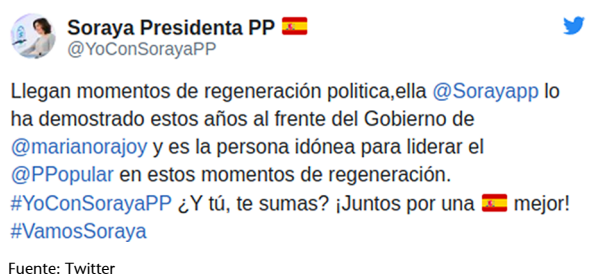 Soraya Presidenta PP 🇪🇸
@YoConSorayaPP
Llegan momentos de regeneración politica,ella @Sorayapp lo
ha demostrado estos años al frente del Gobierno de
@marianorajoy y es la persona idónea para liderar el
@PPopular en estos momentos de regeneración.
#YoConSorayaPP ¿Y tú, te sumas? ¡Juntos por una 🇪🇸 mejor!
#VamosSoraya
Fuente: Twitter